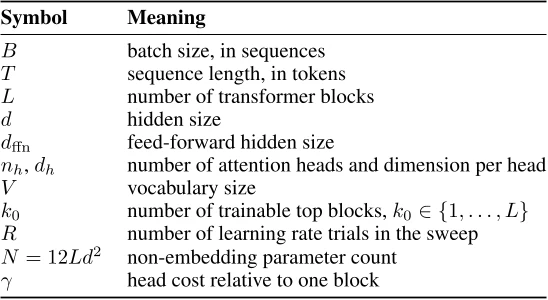 Symbol Meaning
B batch size, in sequences
T sequence length, in tokens
L number of transformer blocks
d hidden size
d_ffn feed-forward hidden size
n_h, d_h number of attention heads and dimension per head
V vocabulary size
k_0 number of trainable top blocks, k_0 ∈ {1, . . . , L}
R number of learning rate trials in the sweep
N = 12Ld² non-embedding parameter count
γ head cost relative to one block